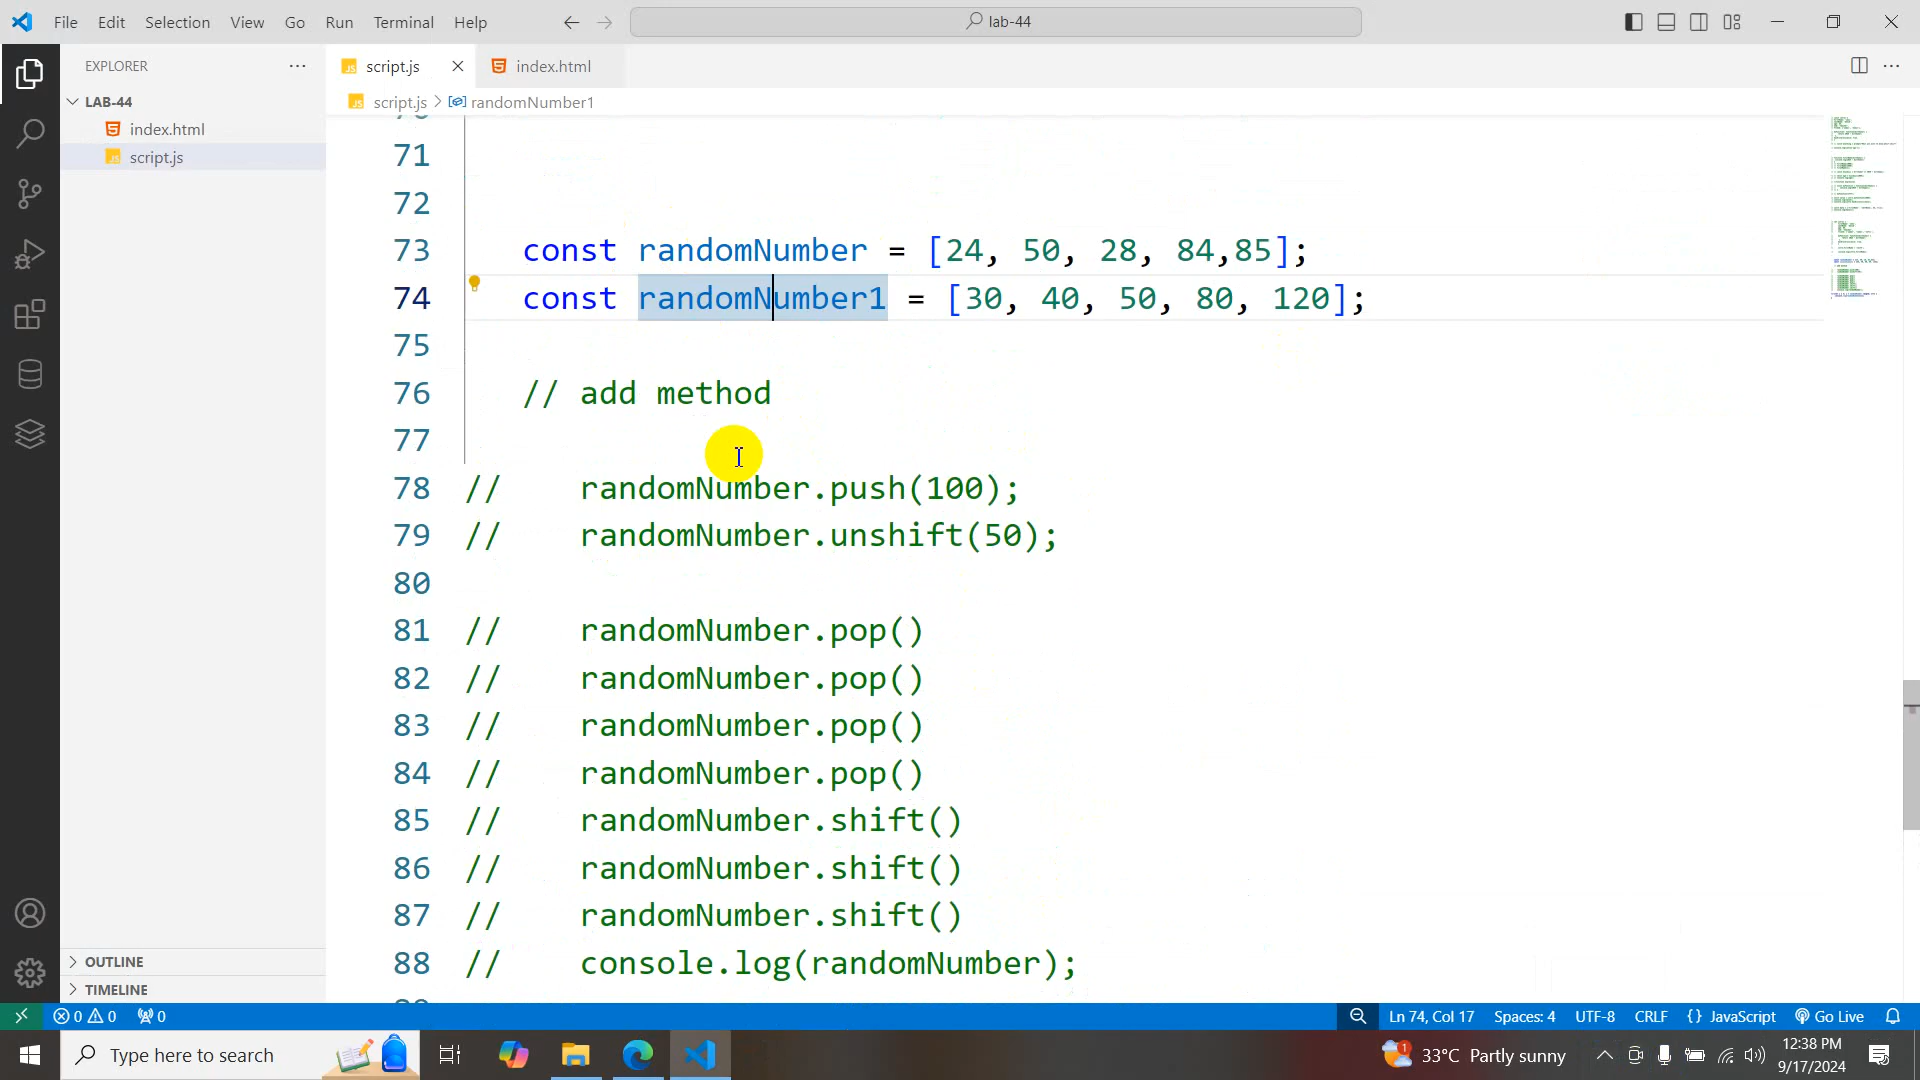 File Edit Selection View Go Run Terminal Help
lab-44
EXPLORER
LAB-44
index.html
script.js
script.js
index.html
script.js > randomNumber1
71
72
73 const randomNumber = [24, 50, 28, 84,85];
74 const randomNumber1 = [30, 40, 50, 80, 120];
75
76 // add method
77
78 // randomNumber.push(100);
79 // randomNumber.unshift(50);
80
81 // randomNumber.pop()
82 // randomNumber.pop()
83 // randomNumber.pop()
84 // randomNumber.pop()
85 // randomNumber.shift()
86 // randomNumber.shift()
87 // randomNumber.shift()
88 // console.log(randomNumber);
OUTLINE
TIMELINE
0 0 0
Ln 74, Col 17 Spaces: 4 UTF-8 CRLF {} JavaScript Go Live
Type here to search
1
33°C Partly sunny
12:38 PM
9/17/2024